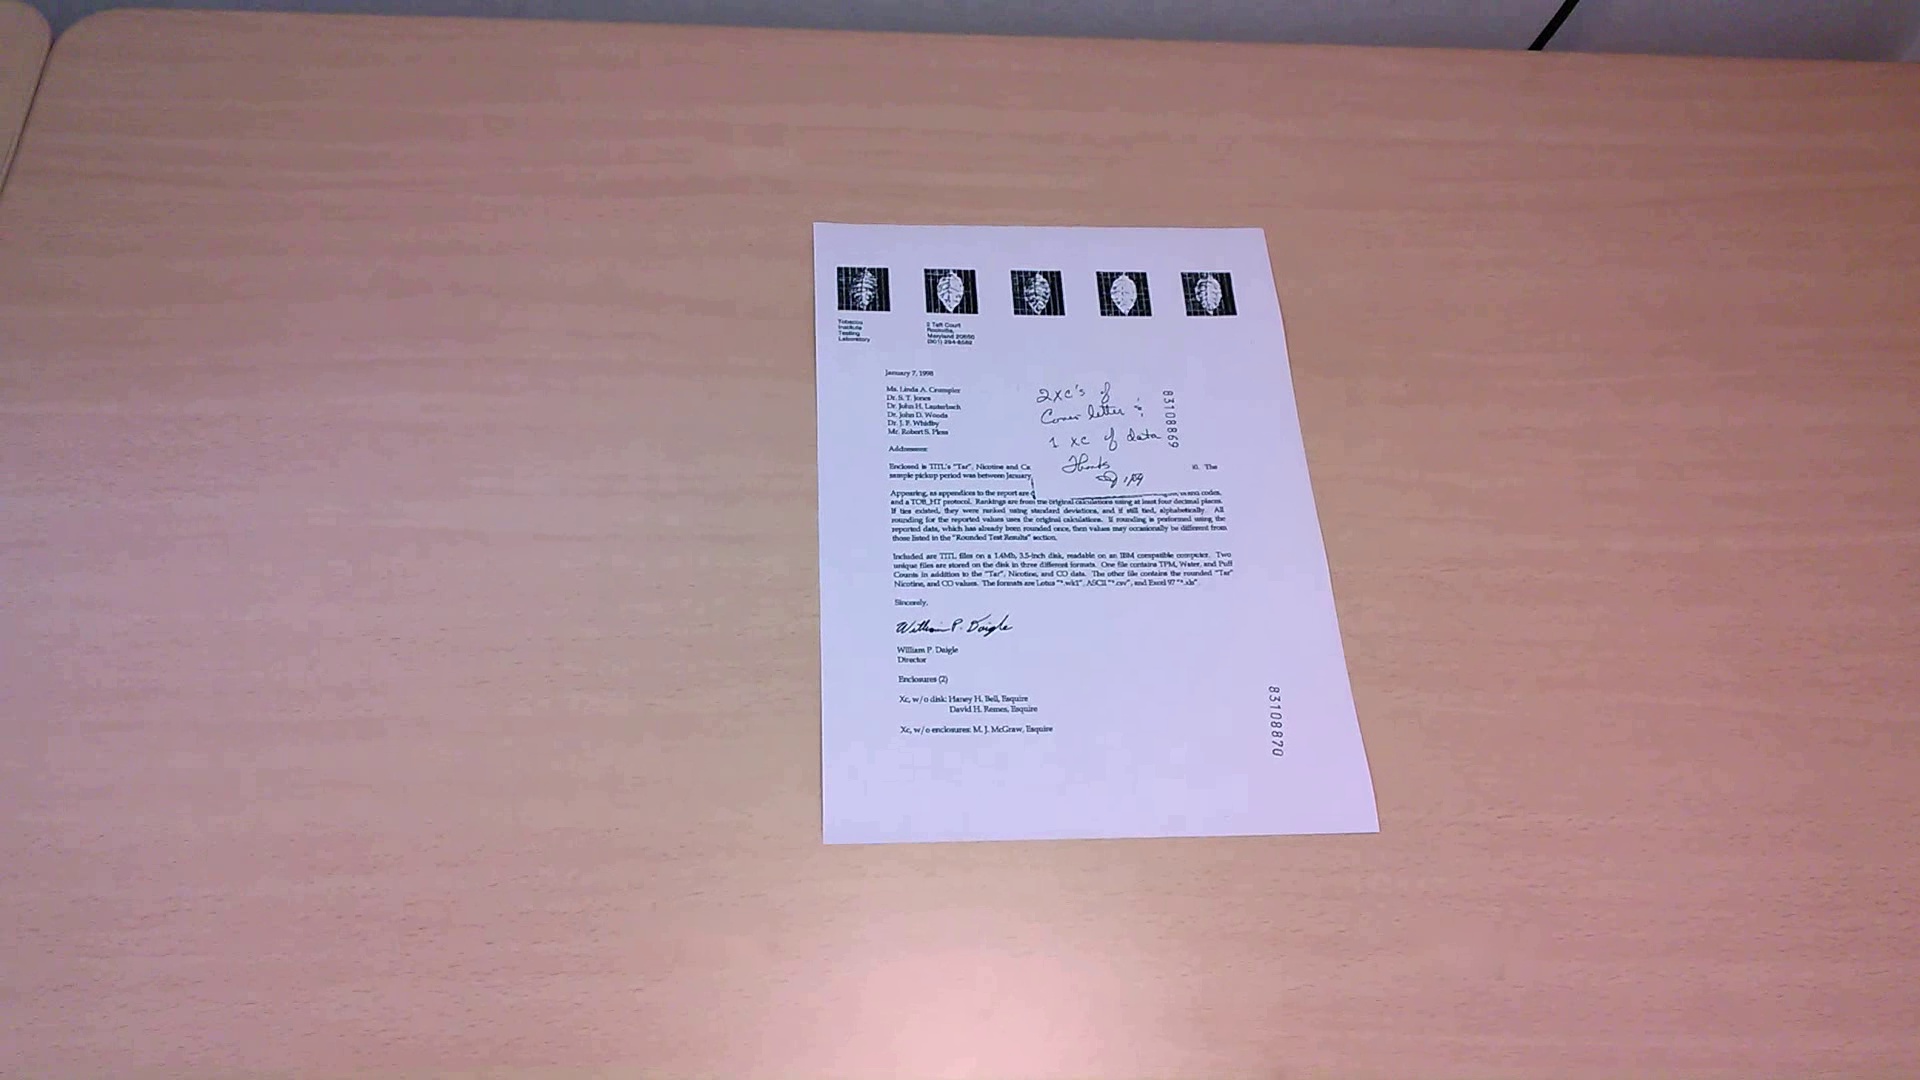 Tobacco
Institute
Testing
Laboratory
2 Taft Court
Rockville,
Maryland 20850
(301) 294-8582
January 7, 1998
Ms. Linda A. Crumpler
Dr. S. T. Jones
Dr. John H. Lauterbach
Dr. John D. Woods
Dr. J. F. Whidby
Mr. Robert S. Pless
Addressees:
2xc's of
Cover letter &
1 xc of data
Thanks
83108869
Enclosed is TITL's "Tar", Nicotine and Ca The
sample pickup period was between January
Appearing, as appendices to the report are codes,
and a TOB_HT protocol. Rankings are from the original calculations using at least four decimal places.
If ties existed, they were ranked using standard deviations, and if still tied, alphabetically. All
rounding for the reported values uses the original calculations. If rounding is performed using the
reported data, which has already been rounded once, then values may occasionally be different from
those listed in the "Rounded Test Results" section.
Included are TITL files on a 1.4Mb, 3.5-inch disk, readable on an IBM compatible computer. Two
unique files are stored on the disk in three different formats. One file contains TPM, Water, and Puff
Counts in addition to the "Tar", Nicotine, and CO data. The other file contains the rounded "Tar"
Nicotine, and CO values. The formats are Lotus "*.wk1", ASCII "*.csv", and Excel 97 "*.xls".
Sincerely,
William P. Daigle
William P. Daigle
Director
Enclosures (2)
Xc, w/o disk: Haney H. Bell, Esquire
David H. Remes, Esquire
Xc, w/o enclosures: M. J. McGraw, Esquire
83108870